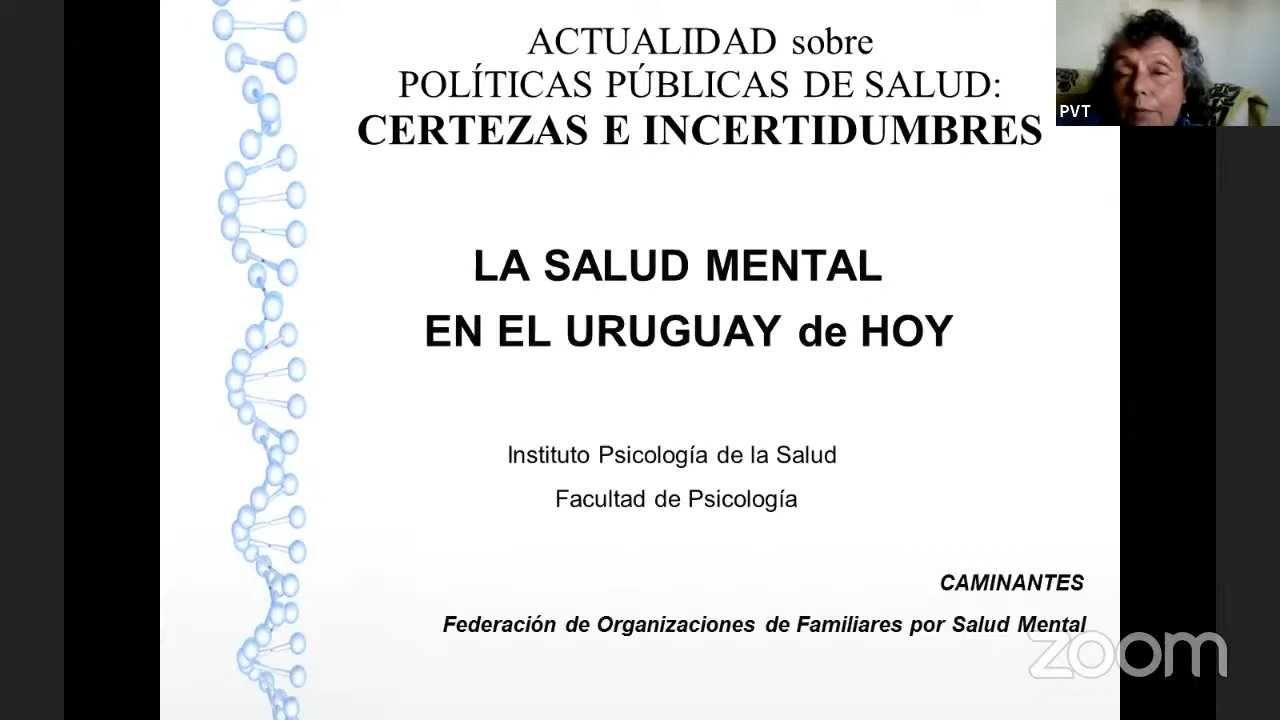 ACTUALIDAD sobre
POLÍTICAS PÚBLICAS DE SALUD:
CERTEZAS E INCERTIDUMBRES
PVT
LA SALUD MENTAL
EN EL URUGUAY de HOY
Instituto Psicología de la Salud
Facultad de Psicología
CAMINANTES
Federación de Organizaciones de Familiares por Salud Mental
zoom